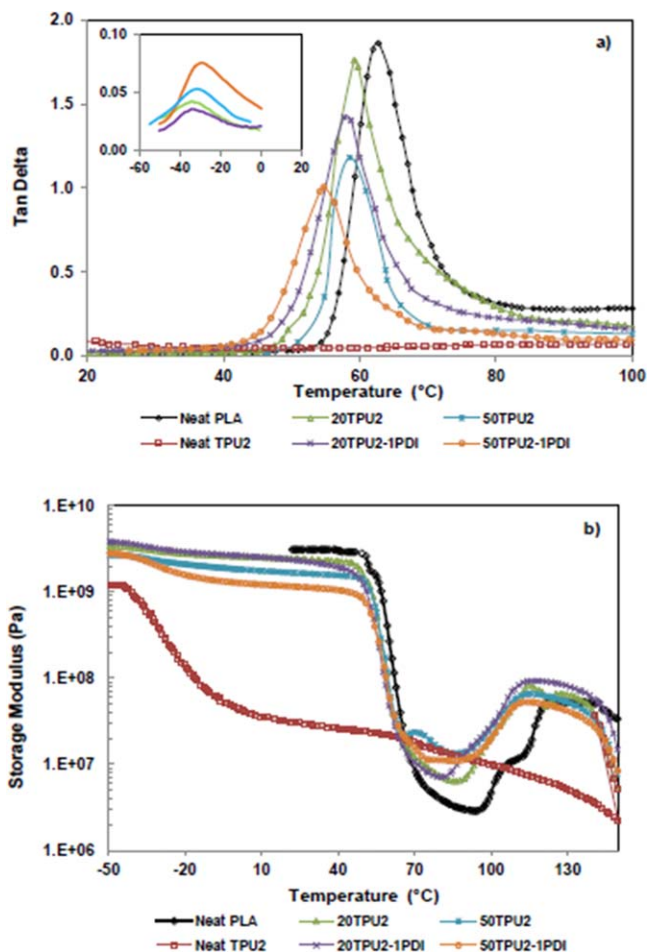 a)
2.0
1.5
1.0
0.5
0.0
Tan Delta
0.10
0.05
0.00
-60 -40 -20 0 20
20 40 60 80 100
Temperature (°C)
Neat PLA 20TPU2 50TPU2
Neat TPU2 20TPU2-1PDI 50TPU2-1PDI
b)
1.E+10
1.E+09
1.E+08
1.E+07
1.E+06
Storage Modulus (Pa)
-50 -20 10 40 70 100 130
Temperature (°C)
Neat PLA 20TPU2 50TPU2
Neat TPU2 20TPU2-1PDI 50TPU2-1PDI